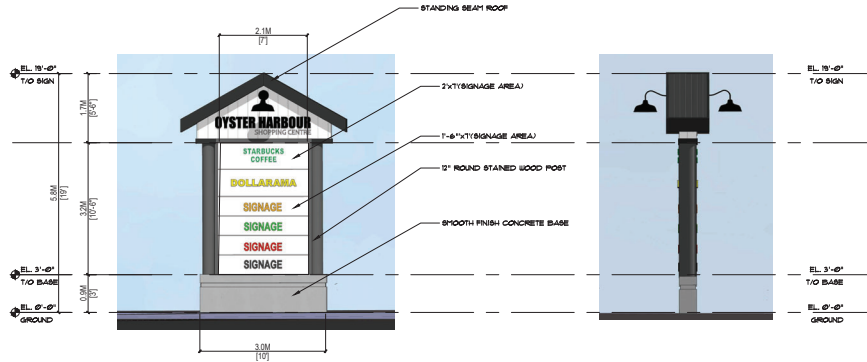 STANDING SEAM ROOF
2.1M
[7']
EL. 19'-0"
T/O SIGN
EL. 19'-0"
T/O SIGN
2'x7'(SIGNAGE AREA)
1.7M
[5'-6"]
OYSTER HARBOUR
SHOPPING CENTRE
1'-6"x7'(SIGNAGE AREA)
STARBUCKS
COFFEE
12" ROUND STAINED WOOD POST
DOLLARAMA
5.8M
[19']
3.2M
[10'-6"]
SIGNAGE
SIGNAGE
SMOOTH FINISH CONCRETE BASE
SIGNAGE
SIGNAGE
EL. 3'-0"
T/O BASE
EL. 3'-0"
T/O BASE
0.9M
[3']
EL. 0'-0"
GROUND
EL. 0'-0"
GROUND
3.0M
[10']